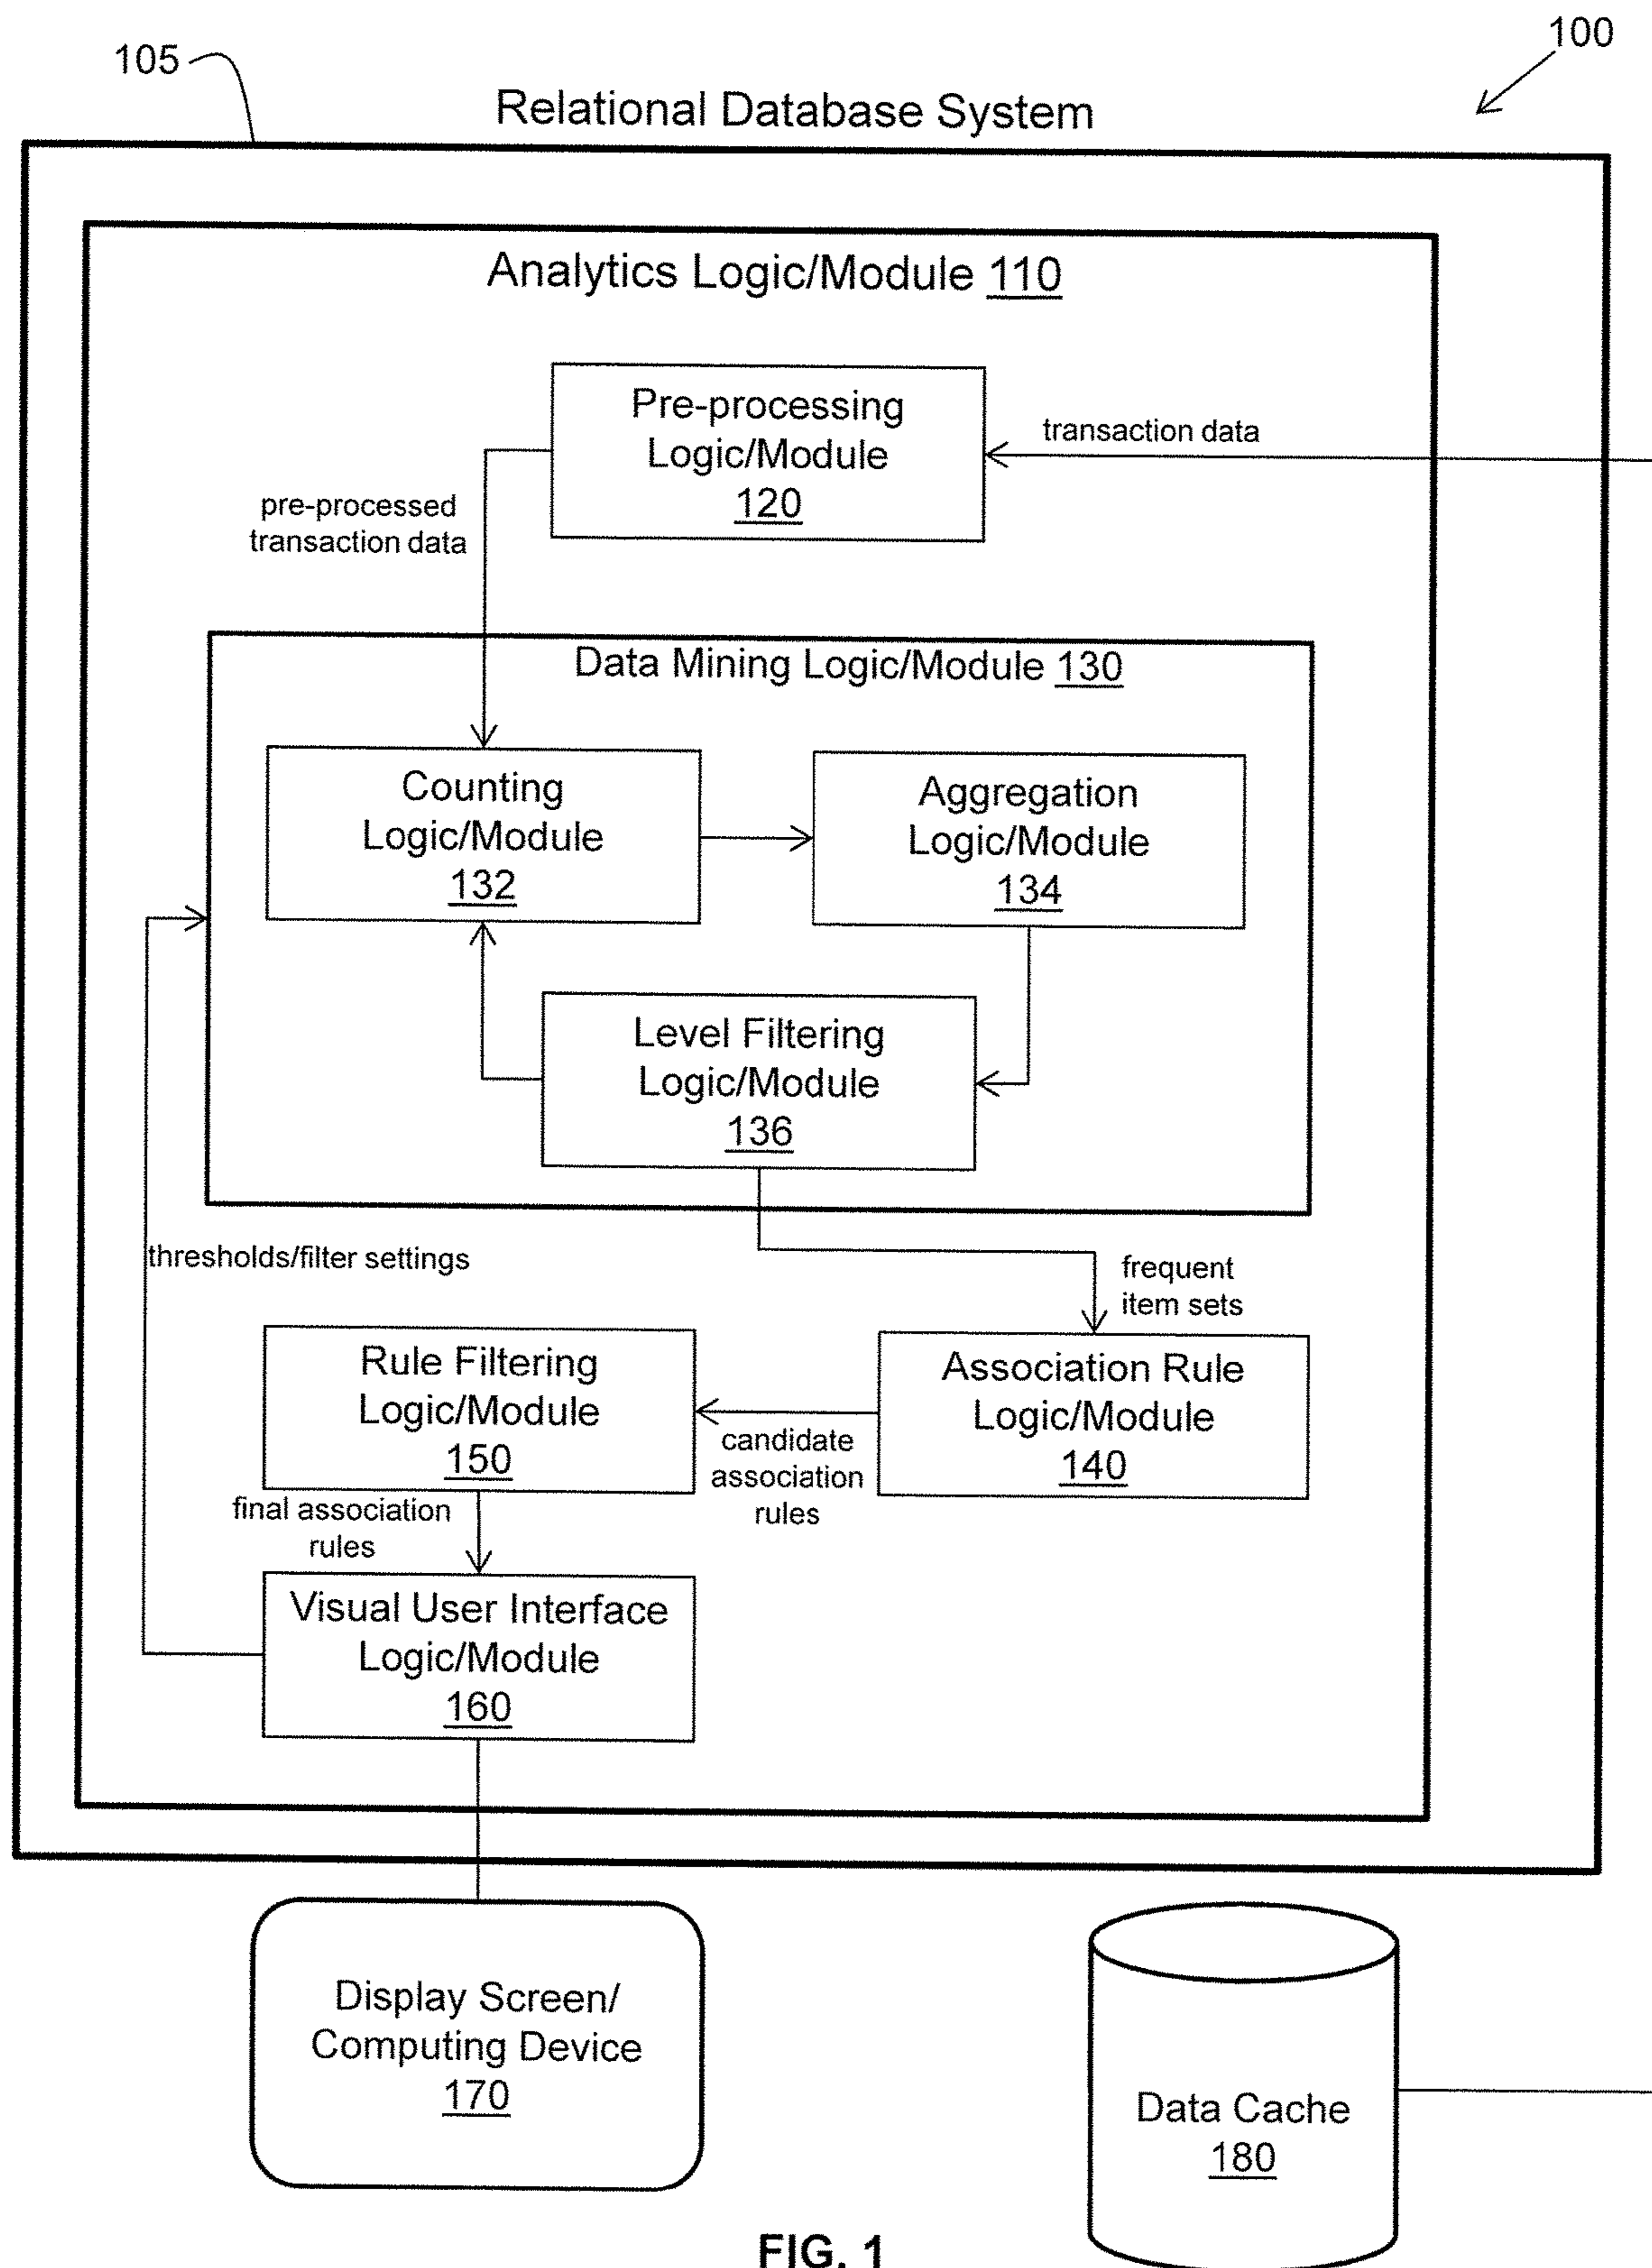 100
105
Relational Database System
Analytics Logic/Module 110
Pre-processing
Logic/Module
120
transaction data
pre-processed
transaction data
Data Mining Logic/Module 130
Counting
Logic/Module
132
Aggregation
Logic/Module
134
Level Filtering
Logic/Module
136
thresholds/filter settings
frequent
item sets
Rule Filtering
Logic/Module
150
Association Rule
Logic/Module
140
candidate
association
rules
final association
rules
Visual User Interface
Logic/Module
160
Display Screen/
Computing Device
170
Data Cache
180
FIG. 1